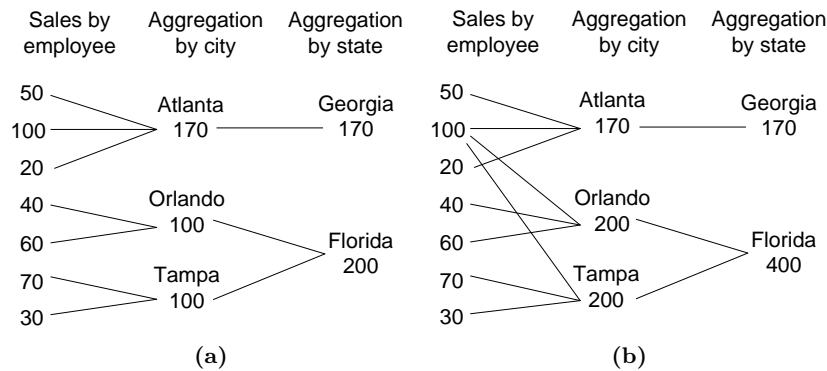 Sales by Aggregation Aggregation
employee by city by state
50
Atlanta Georgia
100 170 170
20
40 Orlando
100
60 Florida
70 Tampa 200
100
30
(a)
Sales by Aggregation Aggregation
employee by city by state
50
Atlanta Georgia
100 170 170
20
40 Orlando
200
60 Florida
70 Tampa 400
200
30
(b)